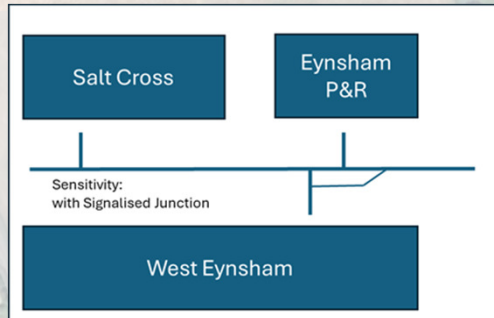 Salt Cross
Eynsham
P&R
Sensitivity:
with Signalised Junction
West Eynsham